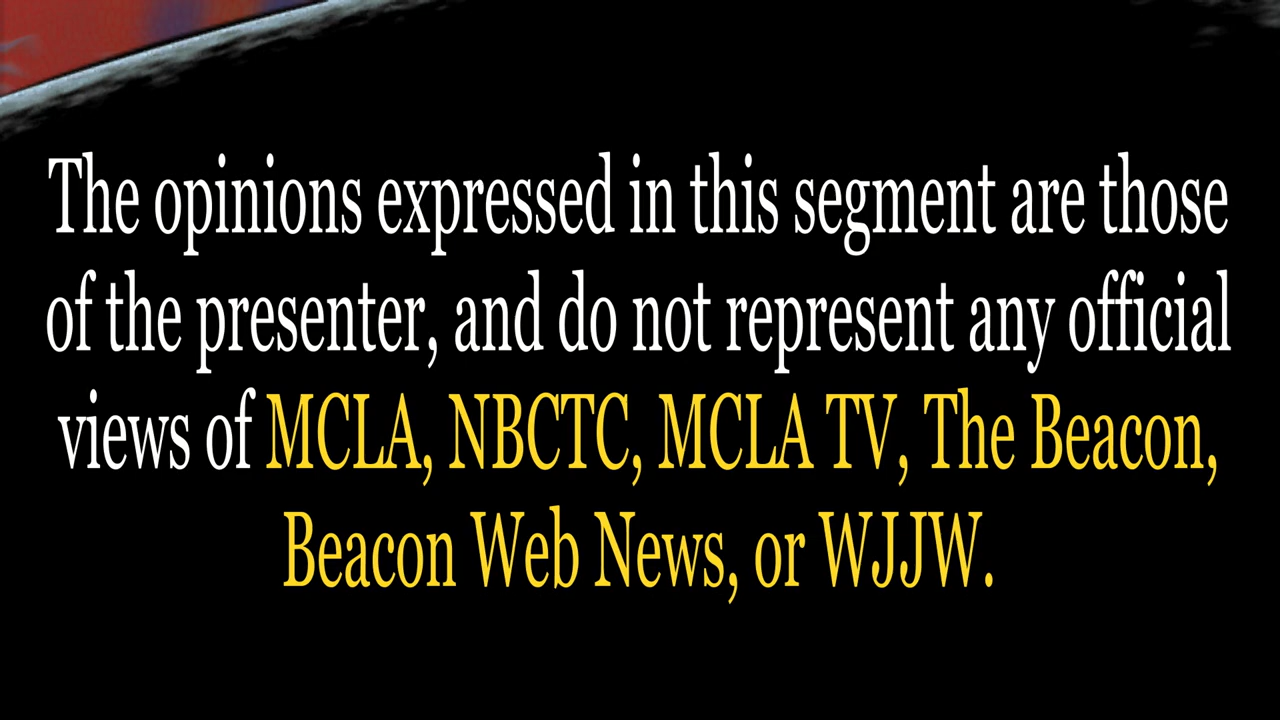 The opinions expressed in this segment are those
of the presenter, and do not represent any official
views of MCLA, NBCTC, MCLA TV, The Beacon,
Beacon Web News, or WJJW.